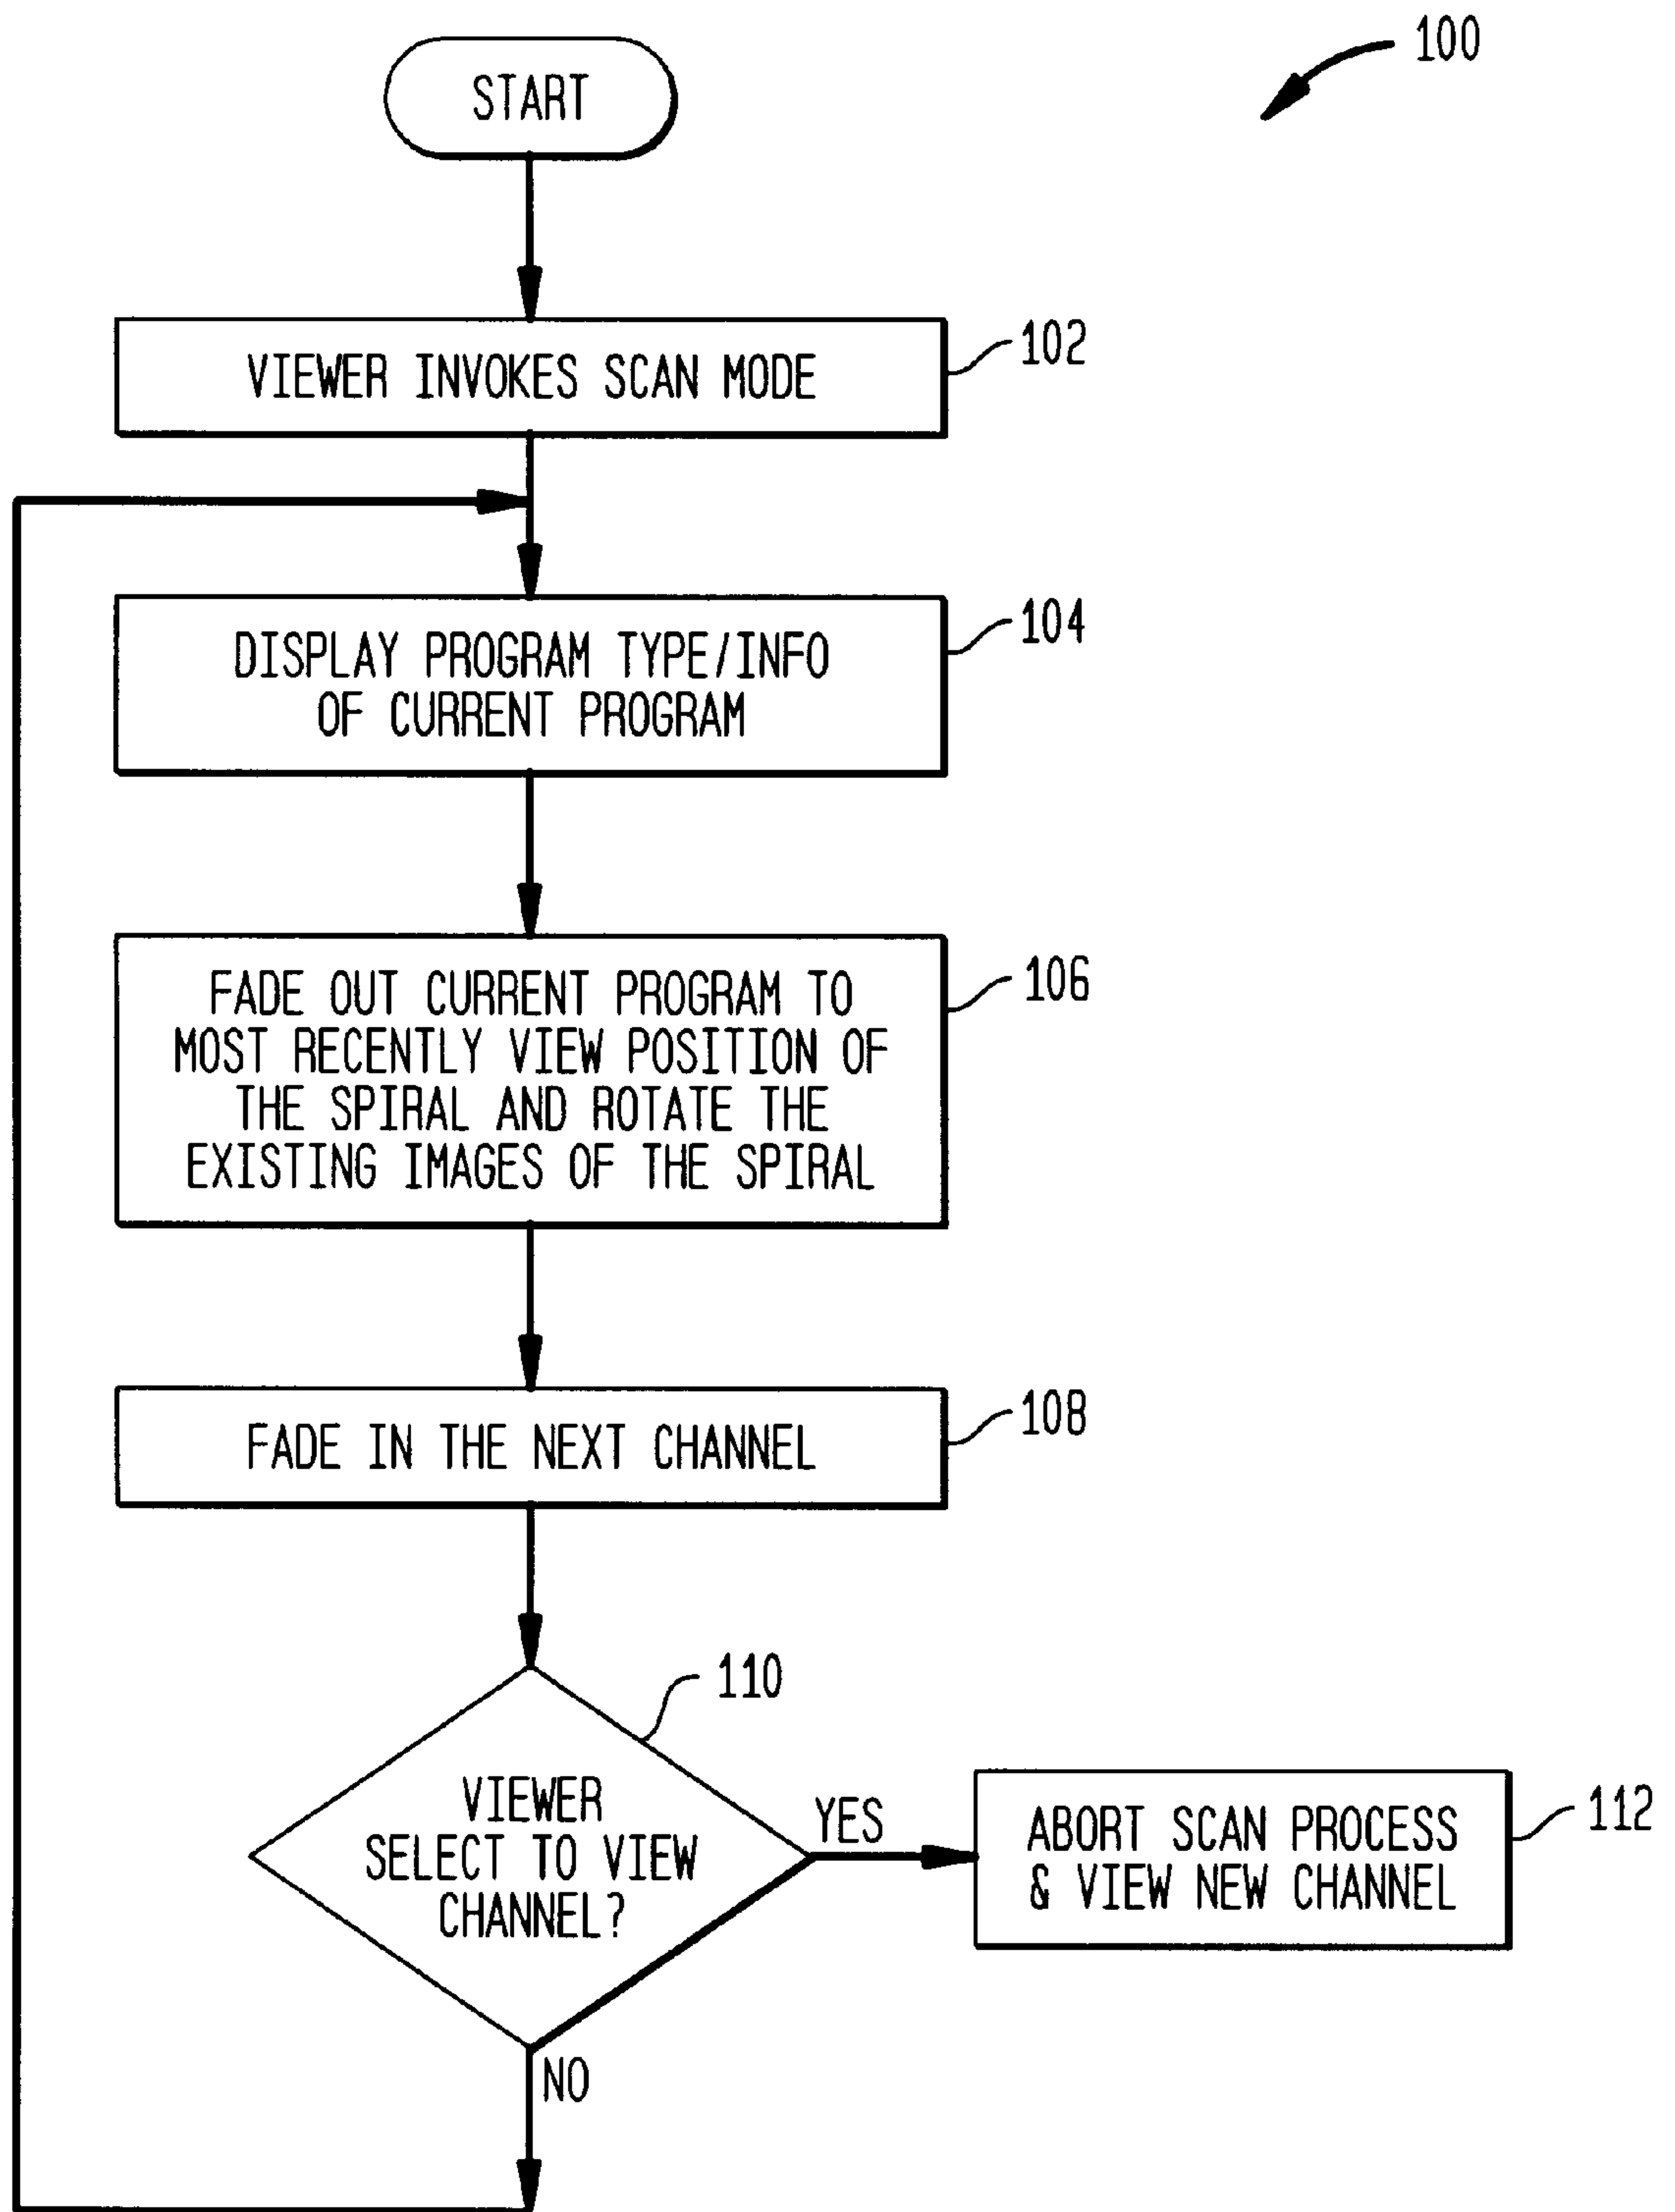 100
START
VIEWER INVOKES SCAN MODE
102
DISPLAY PROGRAM TYPE/INFO
OF CURRENT PROGRAM
104
FADE OUT CURRENT PROGRAM TO
MOST RECENTLY VIEW POSITION OF
THE SPIRAL AND ROTATE THE
EXISTING IMAGES OF THE SPIRAL
106
FADE IN THE NEXT CHANNEL
108
110
VIEWER
SELECT TO VIEW
CHANNEL?
YES
ABORT SCAN PROCESS
& VIEW NEW CHANNEL
112
NO